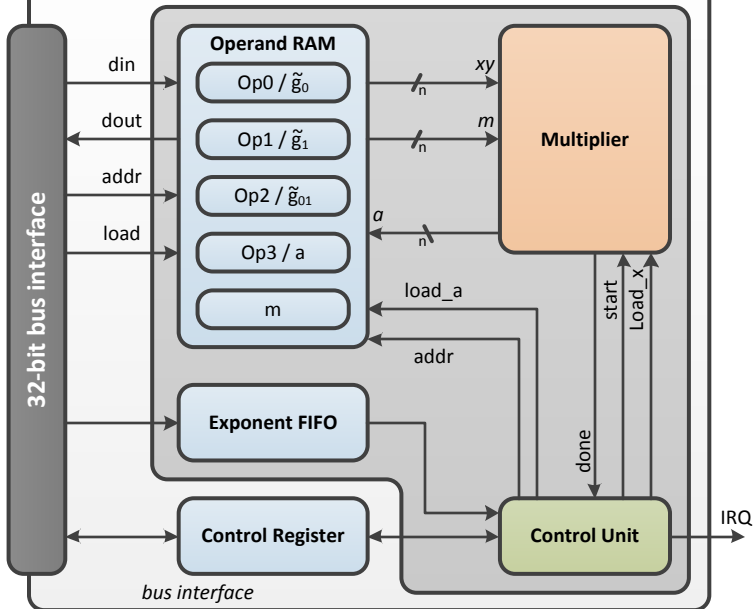 Operand RAM
din
Op0 / g̃₀
xy
n
dout
Op1 / g̃₁
m
n
Multiplier
addr
Op2 / g̃₀₁
load
Op3 / a
a
n
m
load_a
addr
start
Load_x
32-bit bus interface
Exponent FIFO
done
Control Register
Control Unit
IRQ
bus interface